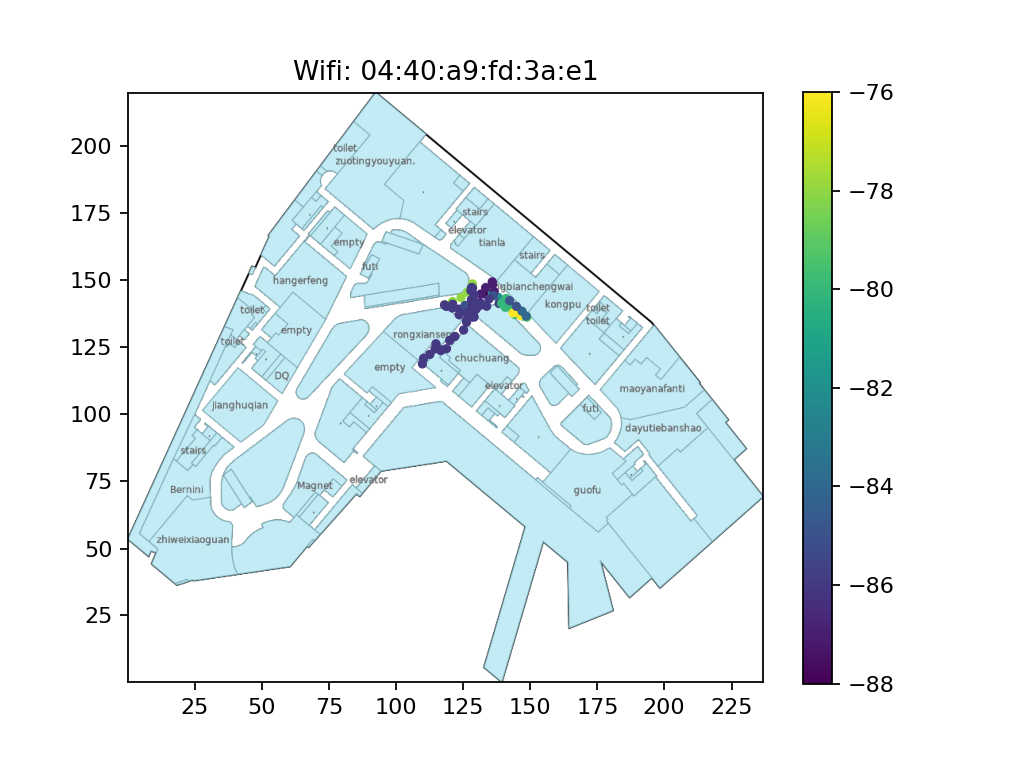 Wifi: 04:40:a9:fd:3a:e1
200
175
150
125
100
75
50
25
25
50
75
100
125
150
175
200
225
−76
−78
−80
−82
−84
−86
−88
toilet
zuotingyouyuan.
stairs
elevator
tianla
empty
stairs
futi
hangerfeng
gbianchengwai
kongpu
toilet
toilet
toilet
empty
rongxiansen
toilet
chuchuang
empty
DQ
elevator
maoyanafanti
jianghuqian
futi
dayutiebanshao
stairs
elevator
Bernini
Magnet
guofu
zhiweixiaoguan